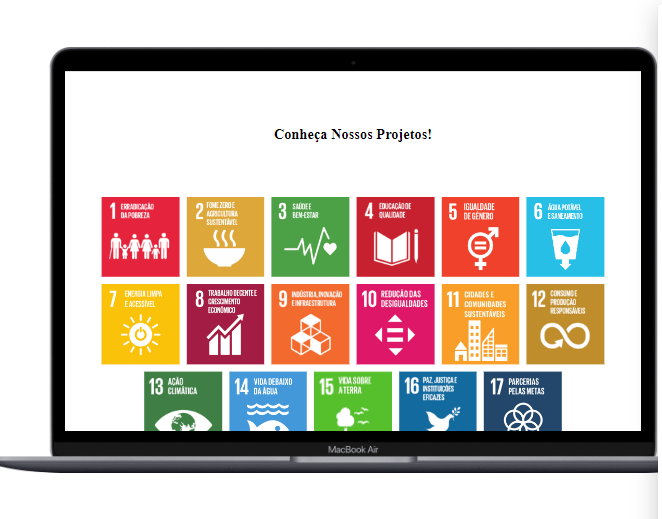 Conheça Nossos Projetos!
1 ERRADICAÇÃO
DA POBREZA
2 FOME ZERO E
AGRICULTURA
SUSTENTÁVEL
3 SAÚDE E
BEM-ESTAR
4 EDUCAÇÃO DE
QUALIDADE
5 IGUALDADE
DE GÊNERO
6 ÁGUA POTÁVEL
E SANEAMENTO
7 ENERGIA LIMPA
E ACESSÍVEL
8 TRABALHO DECENTE E
CRESCIMENTO
ECONÔMICO
9 INDÚSTRIA, INOVAÇÃO
E INFRAESTRUTURA
10 REDUÇÃO DAS
DESIGUALDADES
11 CIDADES E
COMUNIDADES
SUSTENTÁVEIS
12 CONSUMO E
PRODUÇÃO
RESPONSÁVEIS
13 AÇÃO
CLIMÁTICA
14 VIDA DEBAIXO
DA ÁGUA
15 VIDA SOBRE
A TERRA
16 PAZ, JUSTIÇA E
INSTITUIÇÕES
EFICAZES
17 PARCERIAS
PELAS METAS
MacBook Air